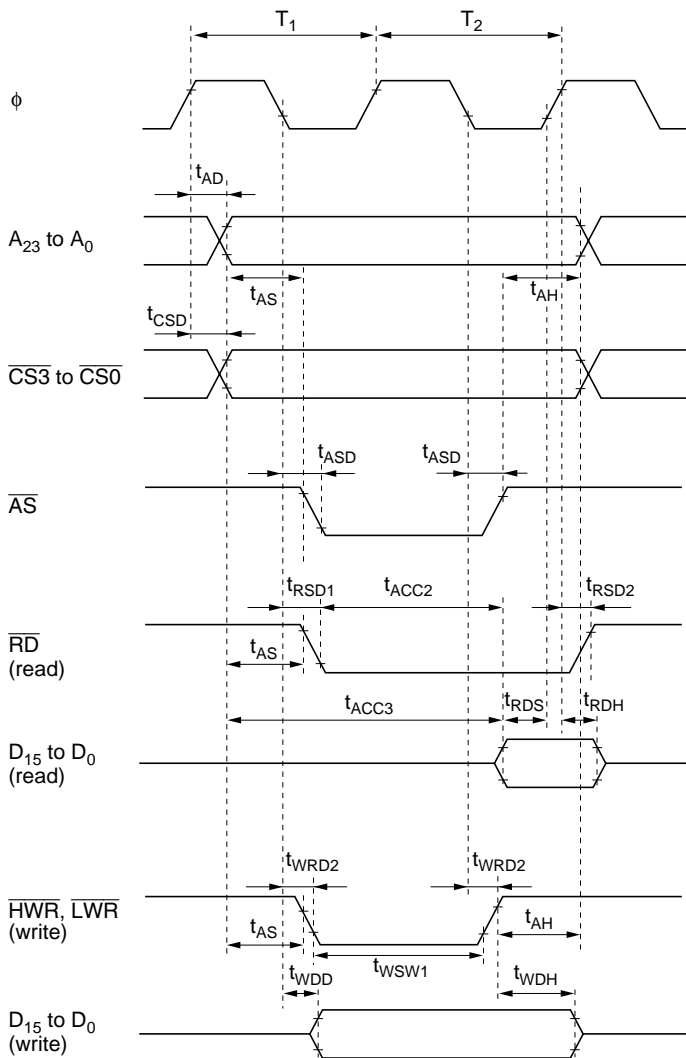 T1 T2
φ
tAD
A23 to A0
tAS tAH
tCSD
CS3 to CS0
tASD tASD
AS
tRSD1 tACC2 tRSD2
RD
(read)
tAS
tACC3 tRDS tRDH
D15 to D0
(read)
tWRD2 tWRD2
HWR, LWR
(write)
tAS tAH
tWSW1
tWDD tWDH
D15 to D0
(write)